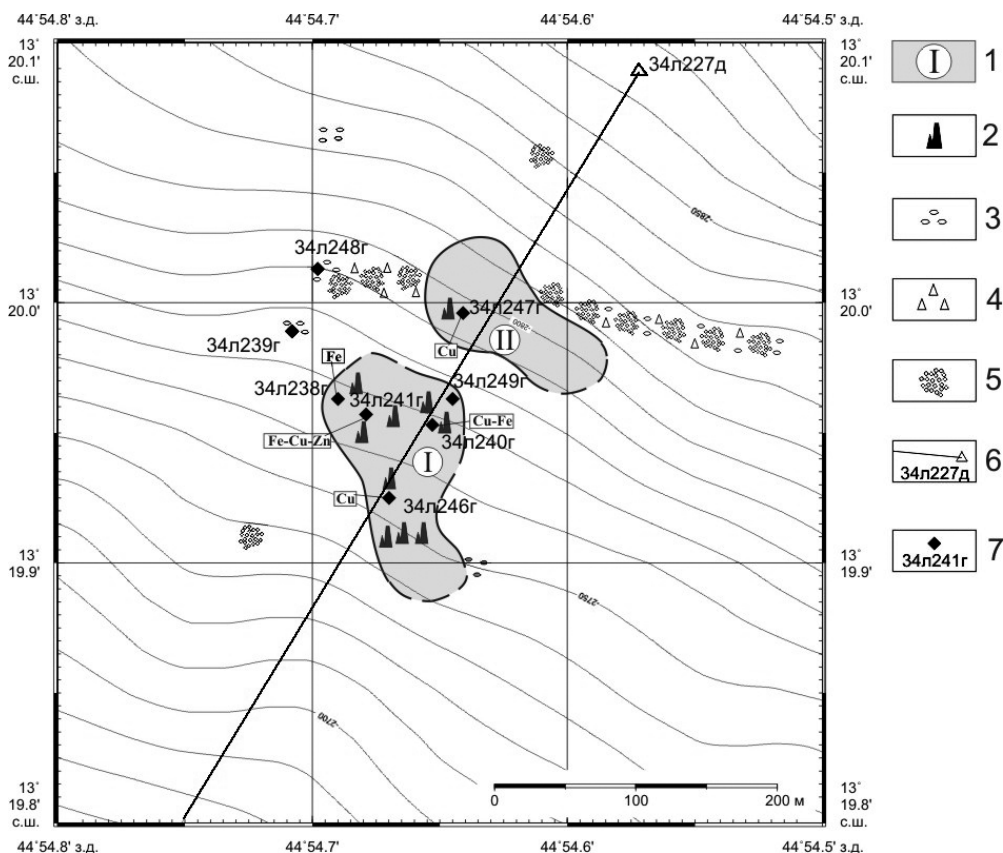 44°54.8' з.д. 44°54.7' 44°54.6' 44°54.5' з.д.
13°
20.1'
с.ш.
13°
20.1'
с.ш.
34л227д
-2850
34л248г
13°
20.0'
13°
20.0'
34л247г
-2800
34л239г
Cu
II
Fe
34л238г
34л249г
34л241г
Cu-Fe
Fe-Cu-Zn
34л240г
I
Cu
34л246г
13°
19.9'
13°
19.9'
-2750
-2700
0 100 200 м
13°
19.8'
с.ш.
13°
19.8'
с.ш.
44°54.8' з.д. 44°54.7' 44°54.6' 44°54.5' з.д.
I 1
2
3
4
5
34л227д 6
34л241г 7